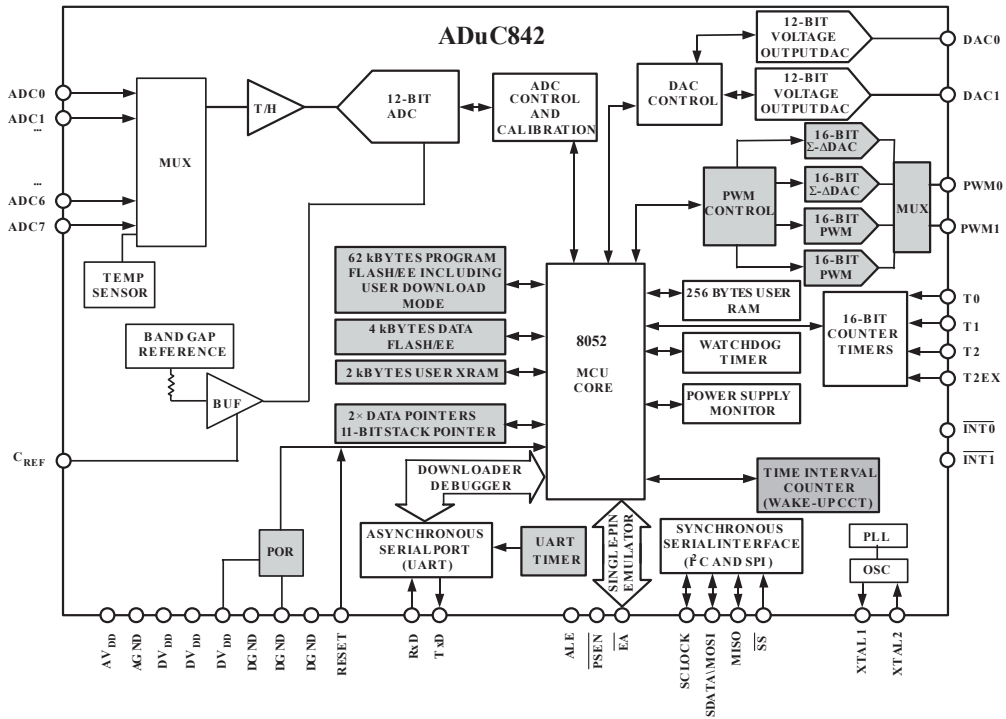 ADuC842
12-BIT
VOLTAGE
OUTPUT DAC
DAC0
12-BIT
VOLTAGE
OUTPUT DAC
DAC1
DAC
CONTROL
ADC0
ADC1
...
...
ADC6
ADC7
MUX
T/H
12-BIT
ADC
ADC
CONTROL
AND
CALIBRATION
TEMP
SENSOR
16-BIT
Σ-ΔDAC
16-BIT
Σ-ΔDAC
16-BIT
PWM
16-BIT
PWM
PWM
CONTROL
MUX
PWM0
PWM1
62 kBYTES PROGRAM
FLASH/EE INCLUDING
USER DOWNLOAD
MODE
4 kBYTES DATA
FLASH/EE
2 kBYTES USER XRAM
2× DATA POINTERS
11-BIT STACK POINTER
8052
MCU
CORE
256 BYTES USER
RAM
WATCHDOG
TIMER
POWER SUPPLY
MONITOR
16-BIT
COUNTER
TIMERS
T0
T1
T2
T2EX
INT0
INT1
BAND GAP
REFERENCE
BUF
CREF
DOWNLOADER
DEBUGGER
TIME INTERVAL
COUNTER
(WAKE-UP CCT)
POR
ASYNCHRONOUS
SERIAL PORT
(UART)
UART
TIMER
SINGLE-PIN
EMULATOR
SYNCHRONOUS
SERIAL INTERFACE
(I²C AND SPI)
PLL
OSC
AVDD
AGND
DVDD
DVDD
DVDD
DGND
DGND
DGND
RESET
RxD
TxD
ALE
PSEN
EA
SCLOCK
SDATA\MOSI
MISO
SS
XTAL1
XTAL2